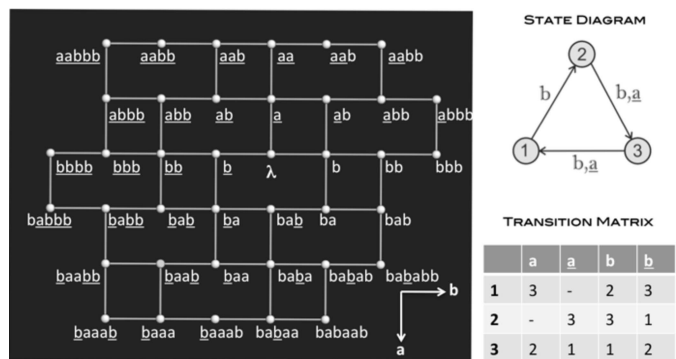 aabbb aabb aab aa aab aabb
abbb abb ab a ab abb abbb
bbbb bbb bb b λ b bb bbb
babbb babb bab ba bab ba bab
baabb baab baa baba babab bababb
b
baaab baaa baaab babaa babaab
a
STATE DIAGRAM
2
b b,a
1 3
b,a
TRANSITION MATRIX
a a b b
1 3 - 2 3
2 - 3 3 1
3 2 1 1 2